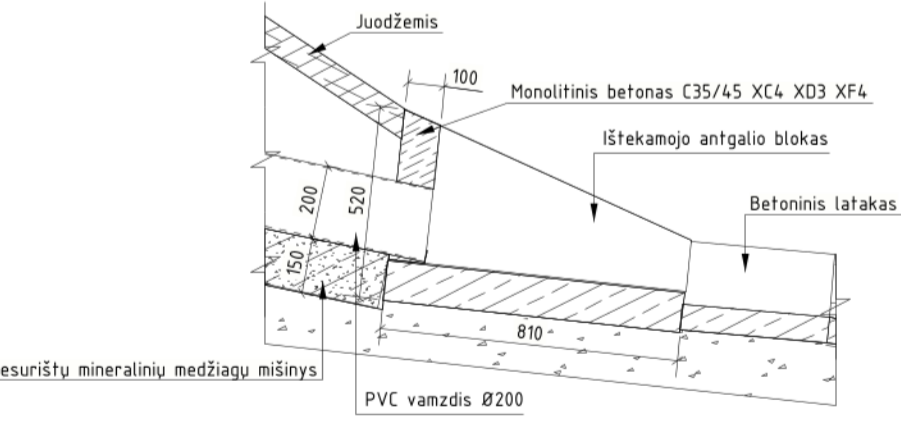 Juodžemis
100
Monolitinis betonas C35/45 XC4 XD3 XF4
Ištekamojo antgalio blokas
Betoninis latakas
200
520
150
810
esurištų mineralinių medžiagų mišinys
PVC vamzdis Ø200